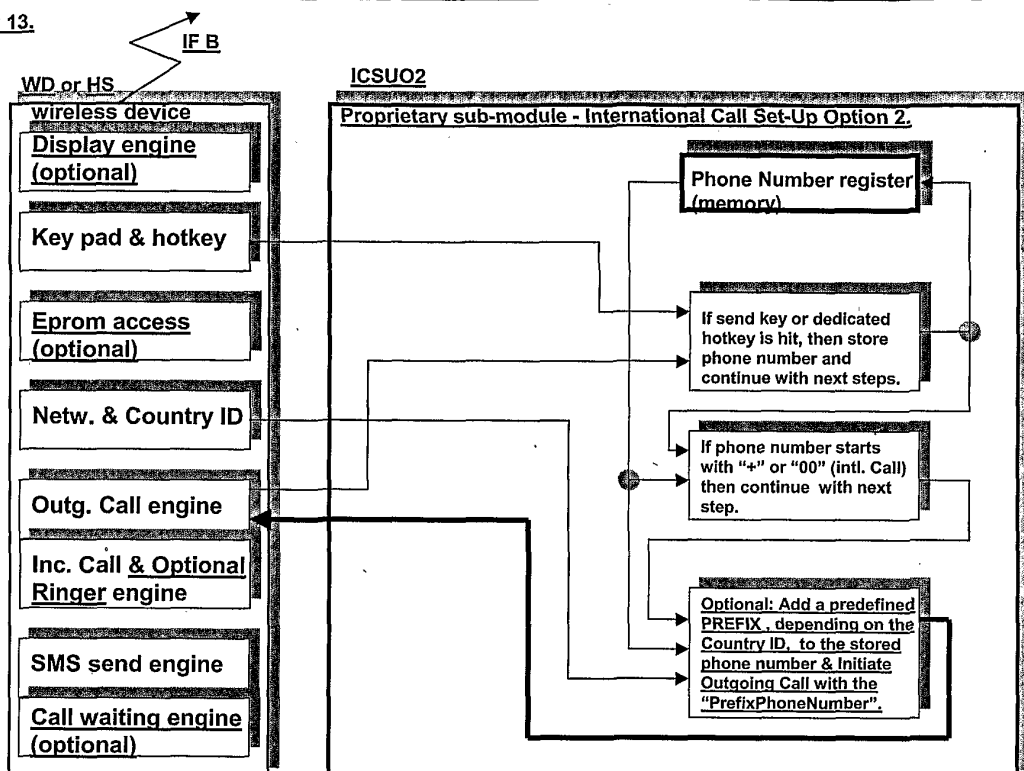 13.
IF B
WD or HS
wireless device
Display engine
(optional)
Key pad & hotkey
Eprom access
(optional)
Netw. & Country ID
Outg. Call engine
Inc. Call & Optional
Ringer engine
SMS send engine
Call waiting engine
(optional)
ICSUO2
Proprietary sub-module - International Call Set-Up Option 2.
Phone Number register
(memory)
If send key or dedicated
hotkey is hit, then store
phone number and
continue with next steps.
If phone number starts
with “+” or “00” (intl. Call)
then continue with next
step.
Optional: Add a predefined
PREFIX , depending on the
Country ID, to the stored
phone number & Initiate
Outgoing Call with the
“PrefixPhoneNumber”.